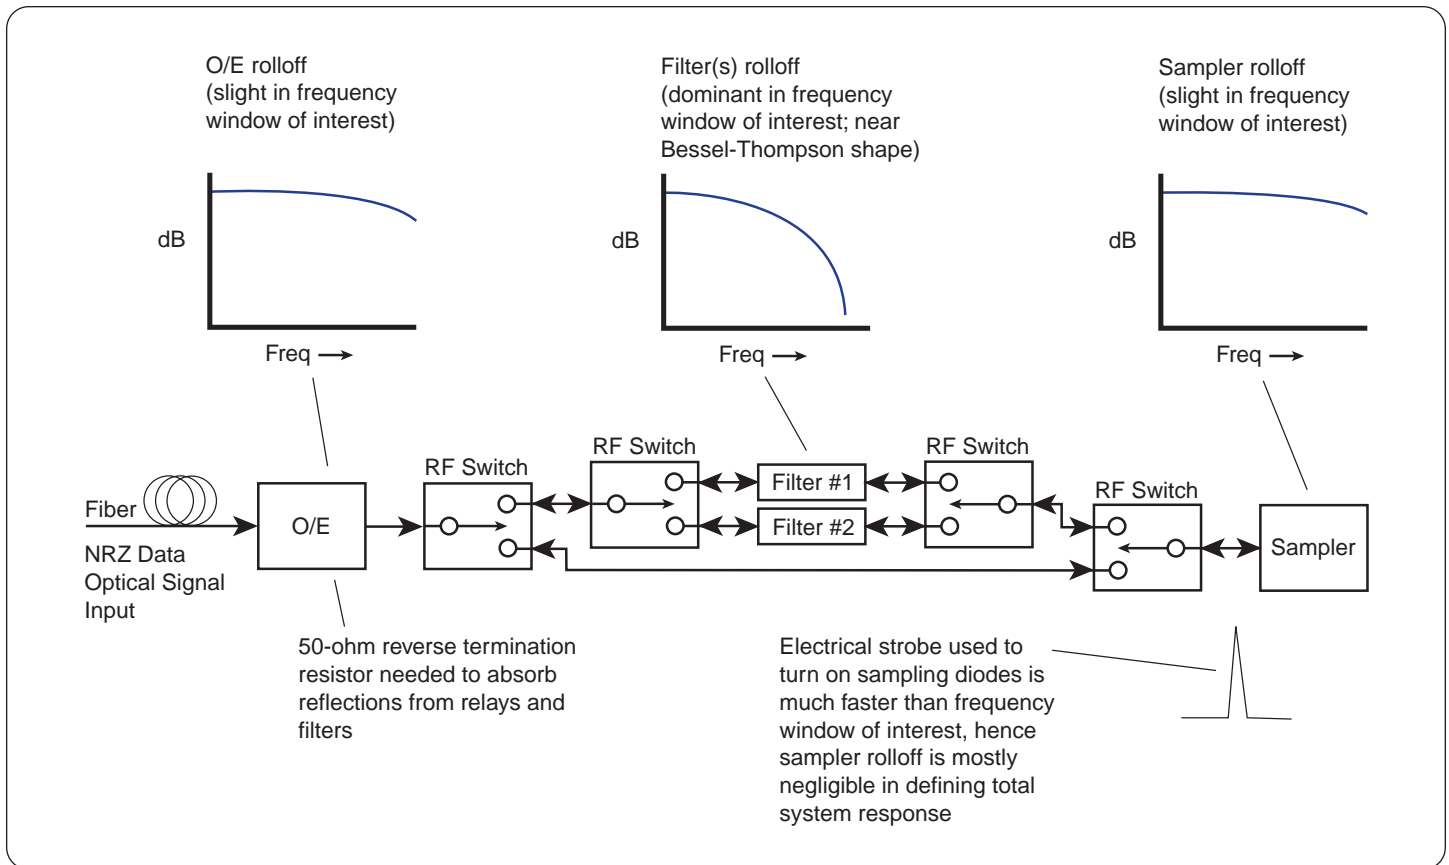 O/E rolloff
(slight in frequency
window of interest)
Filter(s) rolloff
(dominant in frequency
window of interest; near
Bessel-Thompson shape)
Sampler rolloff
(slight in frequency
window of interest)
dB
Freq
dB
Freq
dB
Freq
RF Switch
RF Switch
RF Switch
RF Switch
Fiber
NRZ Data
Optical Signal
Input
O/E
Filter #1
Filter #2
Sampler
50-ohm reverse termination
resistor needed to absorb
reflections from relays and
filters
Electrical strobe used to
turn on sampling diodes is
much faster than frequency
window of interest, hence
sampler rolloff is mostly
negligible in defining total
system response